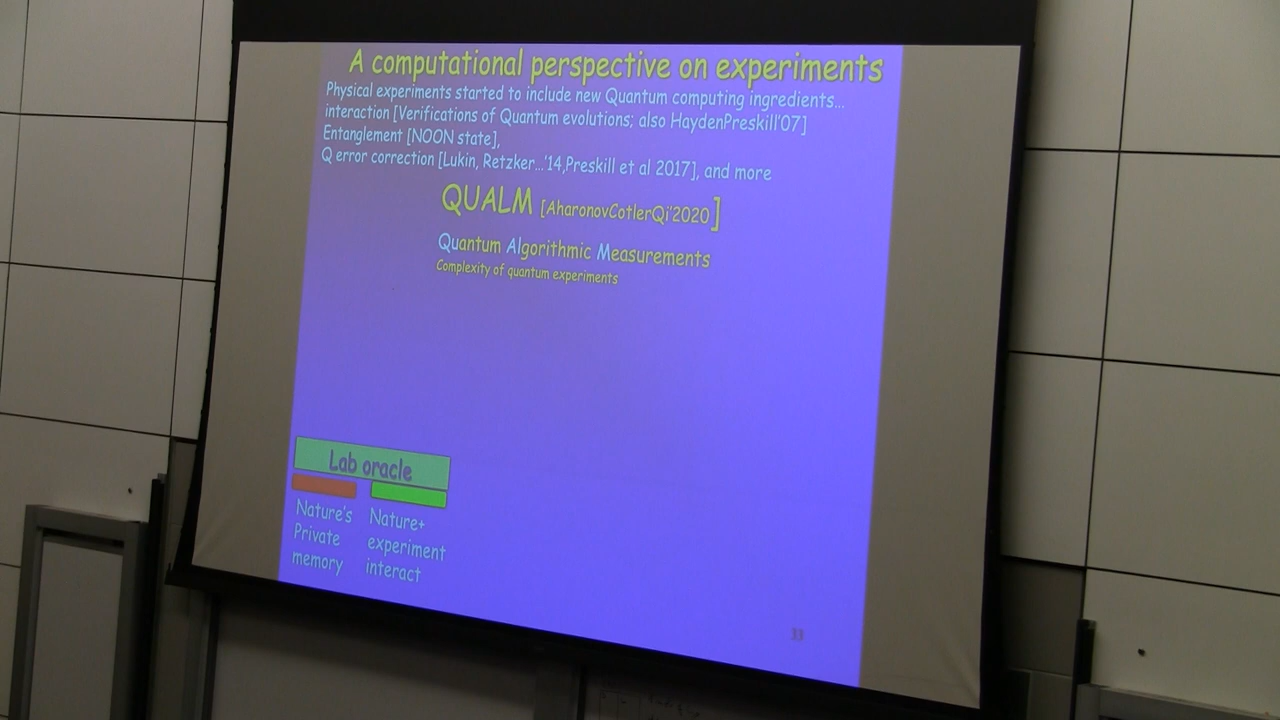 A computational perspective on experiments
Physical experiments started to include new Quantum computing ingredients...
interaction [Verifications of Quantum evolutions; also HaydenPreskill'07]
Entanglement [NOON state],
Q error correction [Lukin, Retzker...'14,Preskill et al 2017], and more
QUALM [AharonovCotlerQi'2020]
Quantum Algorithmic Measurements
Complexity of quantum experiments
Lab oracle
Nature's
Private
memory
Nature+
experiment
interact
33